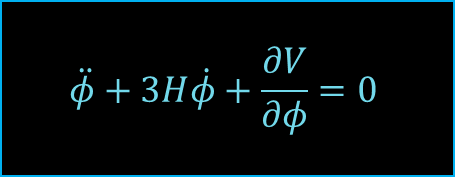 ϕ̈ + 3Hϕ̇ + ∂V/∂ϕ = 0